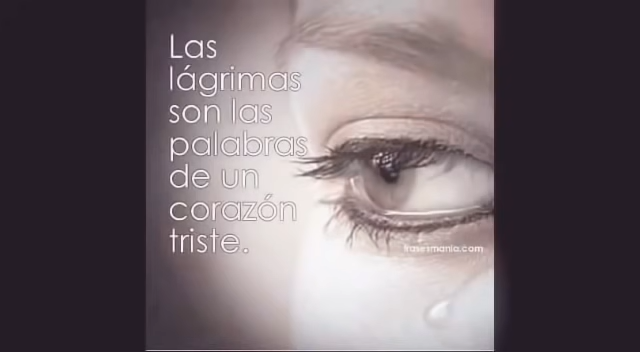 Las
lágrimas
son las
palabras
de un
corazón
triste.
frasesmania.com